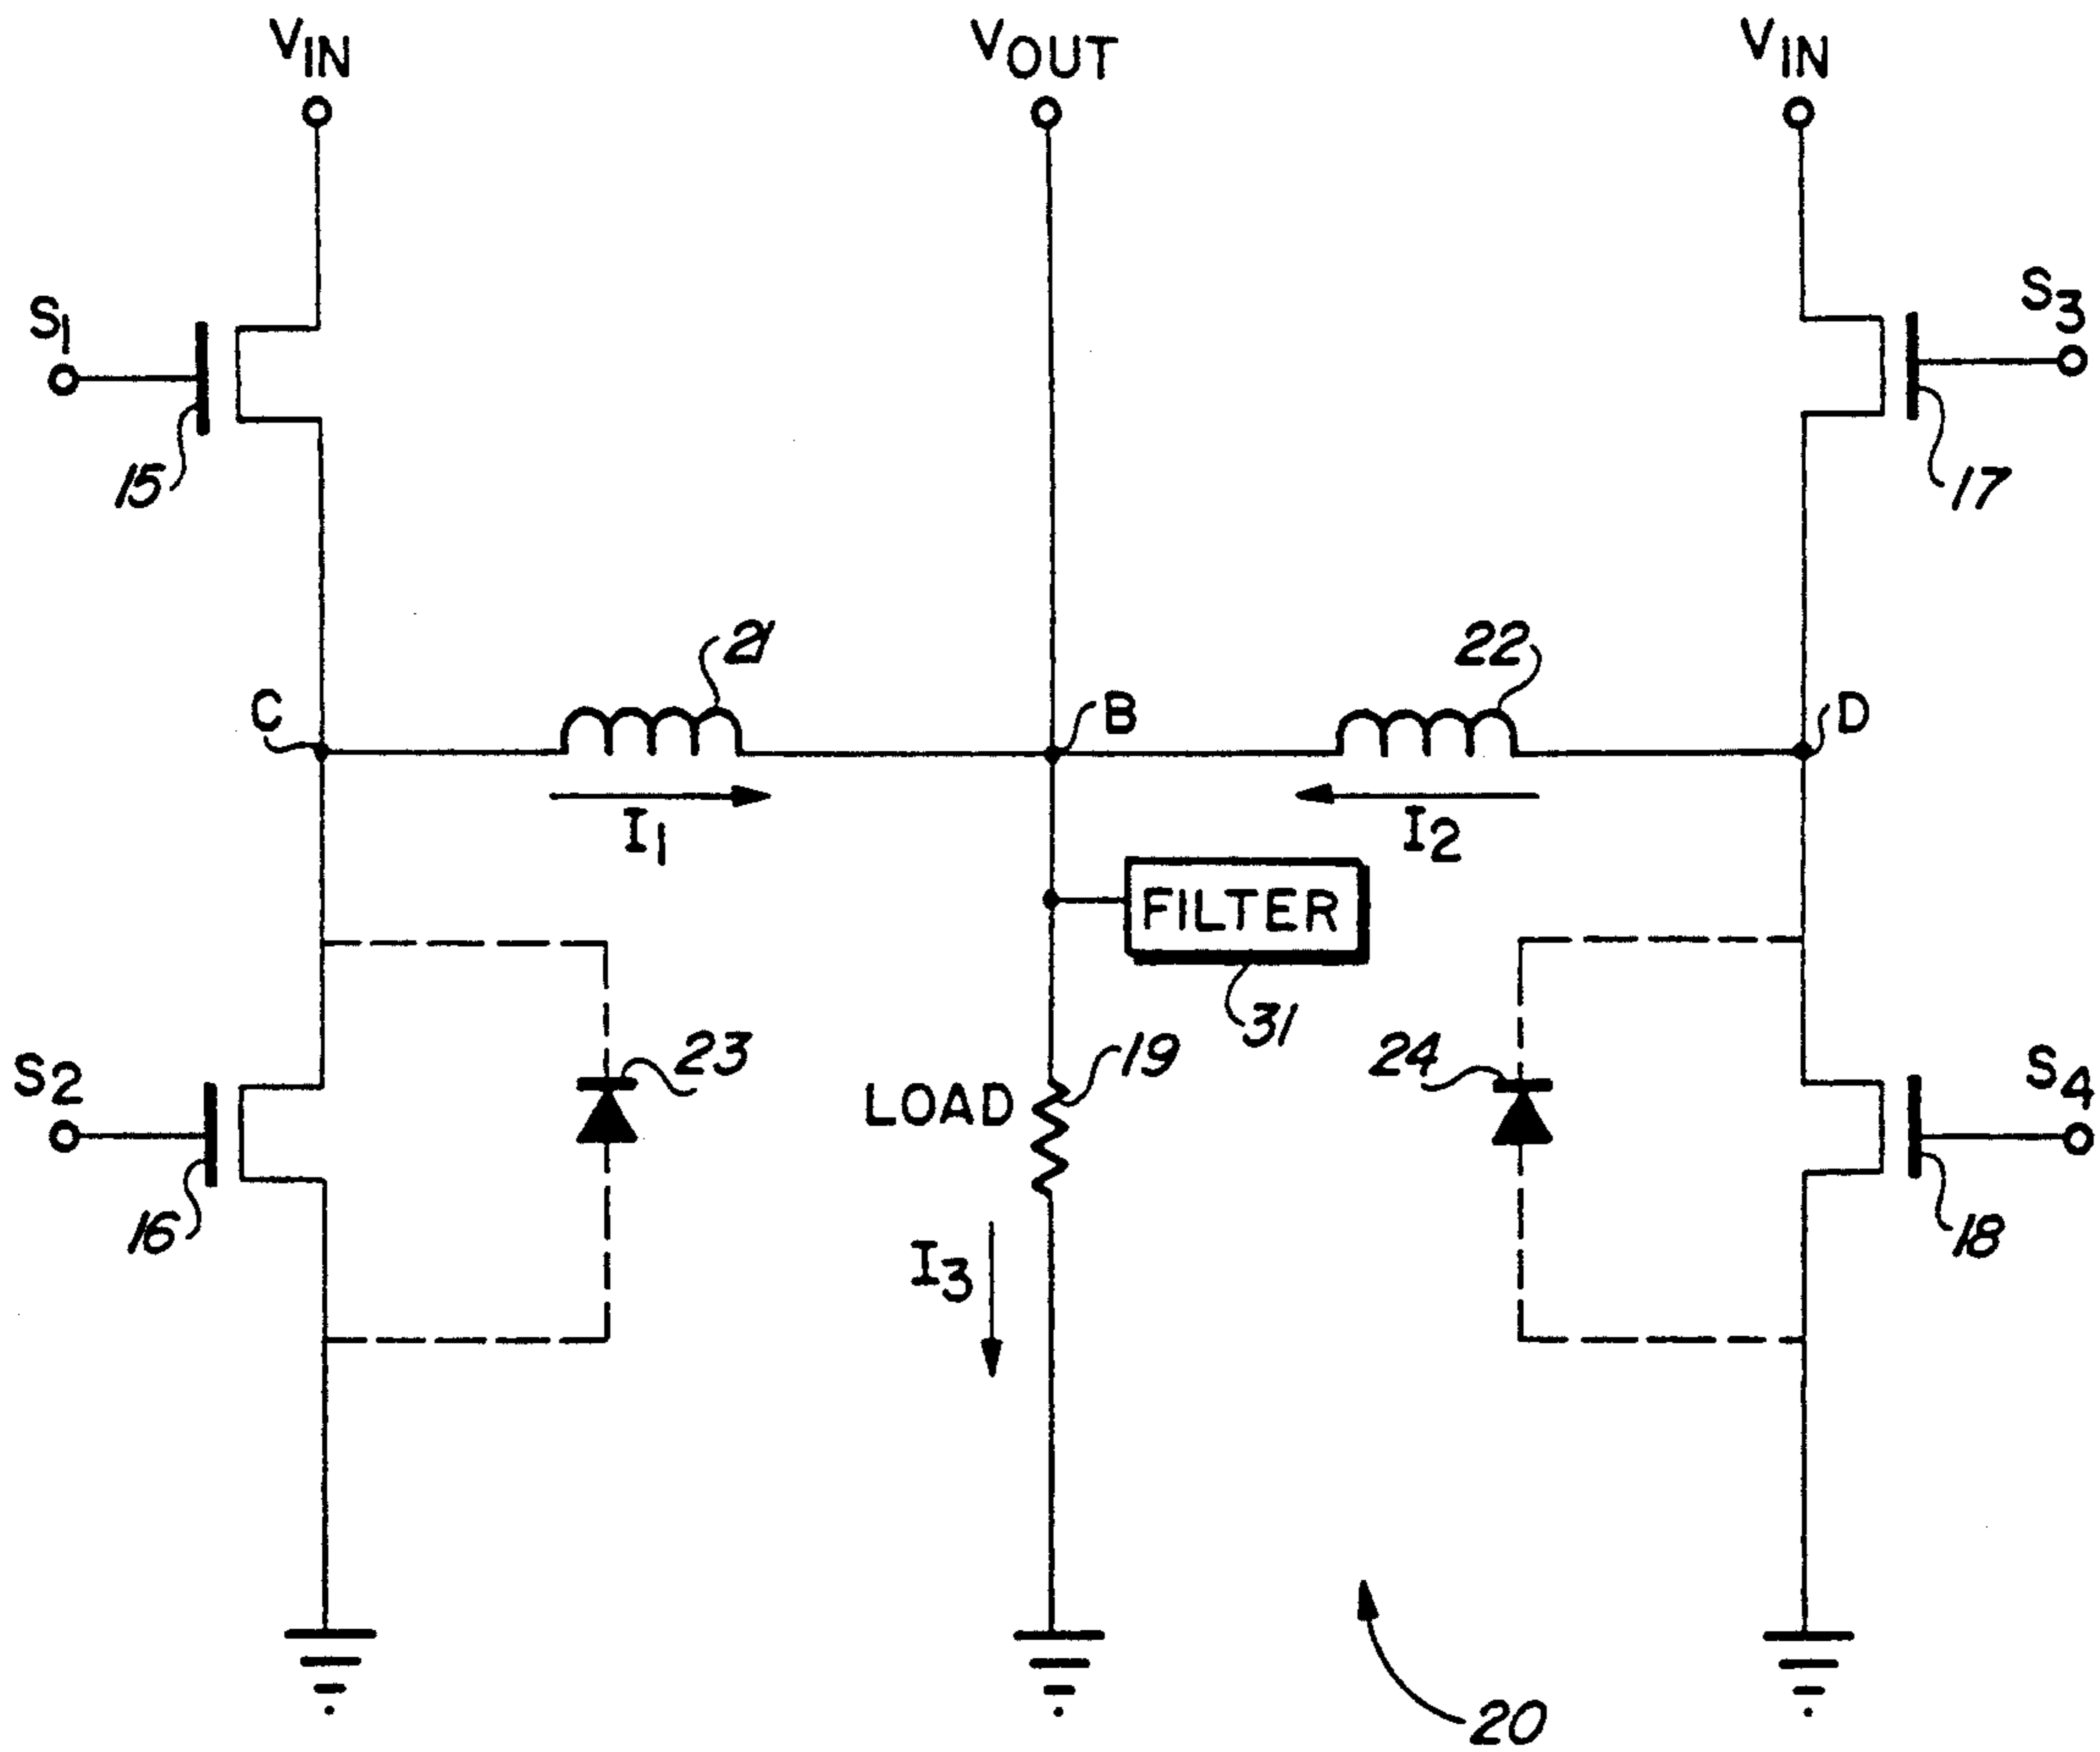 VIN
VOUT
VIN
S1
S3
15
17
21
22
C
B
D
I1
I2
FILTER
31
S2
23
LOAD
19
24
S4
16
18
I3
20